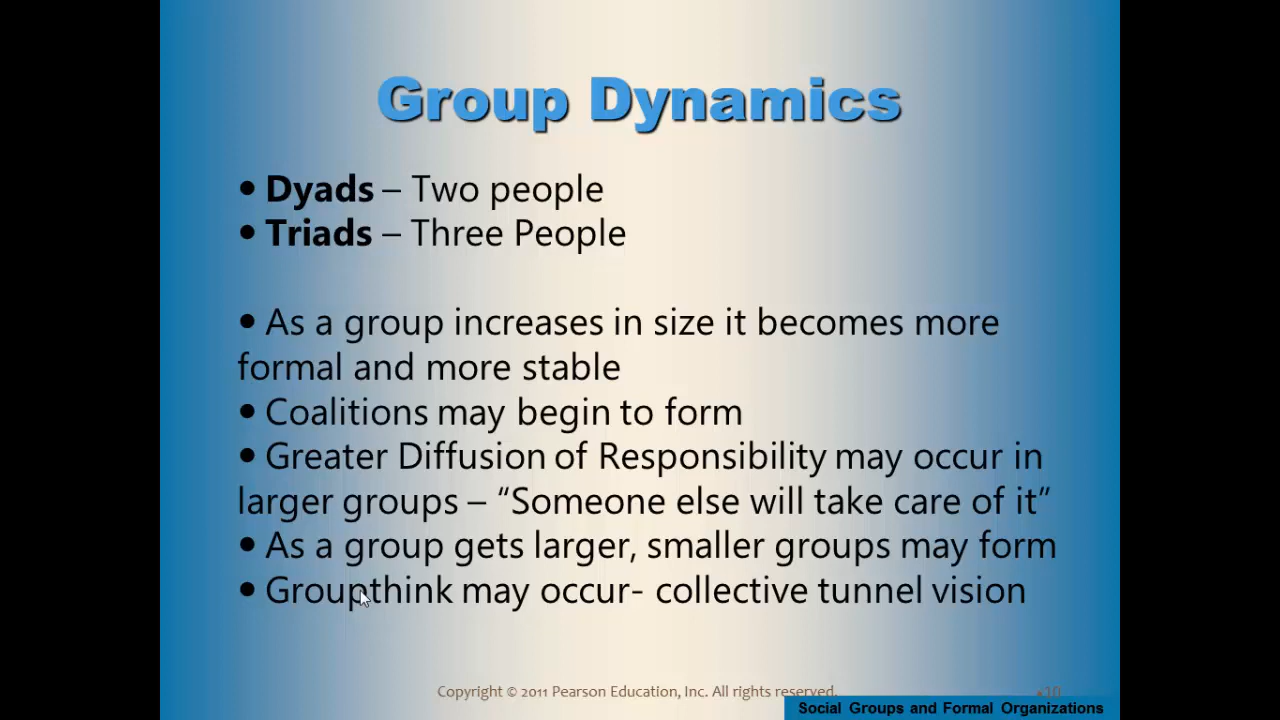 Group Dynamics
• Dyads – Two people
• Triads – Three People
• As a group increases in size it becomes more
formal and more stable
• Coalitions may begin to form
• Greater Diffusion of Responsibility may occur in
larger groups – “Someone else will take care of it”
• As a group gets larger, smaller groups may form
• Groupthink may occur- collective tunnel vision
Copyright © 2011 Pearson Education, Inc. All rights reserved.
•10
Social Groups and Formal Organizations